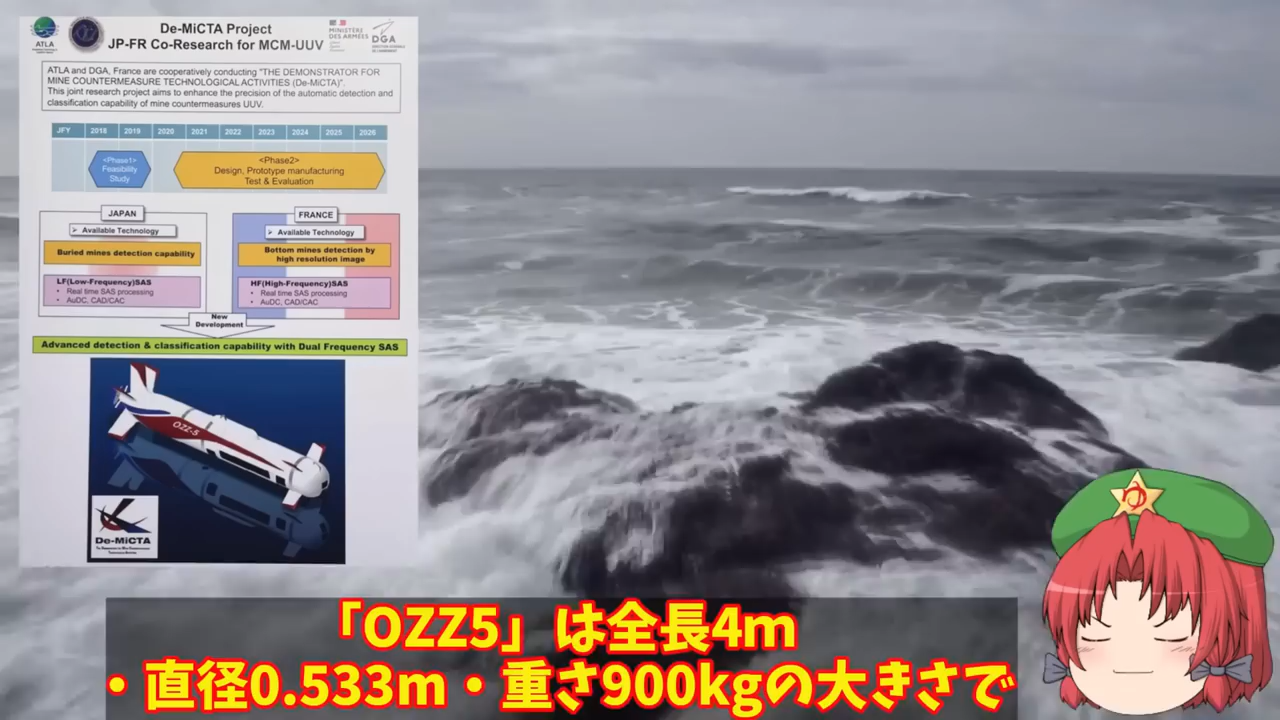 De-MiCTA Project
JP-FR Co-Research for MCM-UUV
ATLA
MINISTÈRE
DES ARMÉES
DGA
ATLA and DGA, France are cooperatively conducting "THE DEMONSTRATOR FOR
MINE COUNTERMEASURE TECHNOLOGICAL ACTIVITIES (De-MiCTA)".
This joint research project aims to enhance the precision of the automatic detection and
classification capability of mine countermeasures UUV.
JFY 2018 2019 2020 2021 2022 2023 2024 2025 2026
<Phase1>
Feasibility
Study
<Phase2>
Design, Prototype manufacturing
Test & Evaluation
JAPAN
➢ Available Technology
Buried mines detection capability
LF(Low-Frequency)SAS
• Real time SAS processing
• AuDC, CAD/CAC
FRANCE
➢ Available Technology
Bottom mines detection by
high resolution image
HF(High-Frequency)SAS
• Real time SAS processing
• AuDC, CAD/CAC
New
Development
Advanced detection & classification capability with Dual Frequency SAS
OZZ-5
De-MiCTA
「OZZ5」は全長4m
・直径0.533m・重さ900kgの大きさで